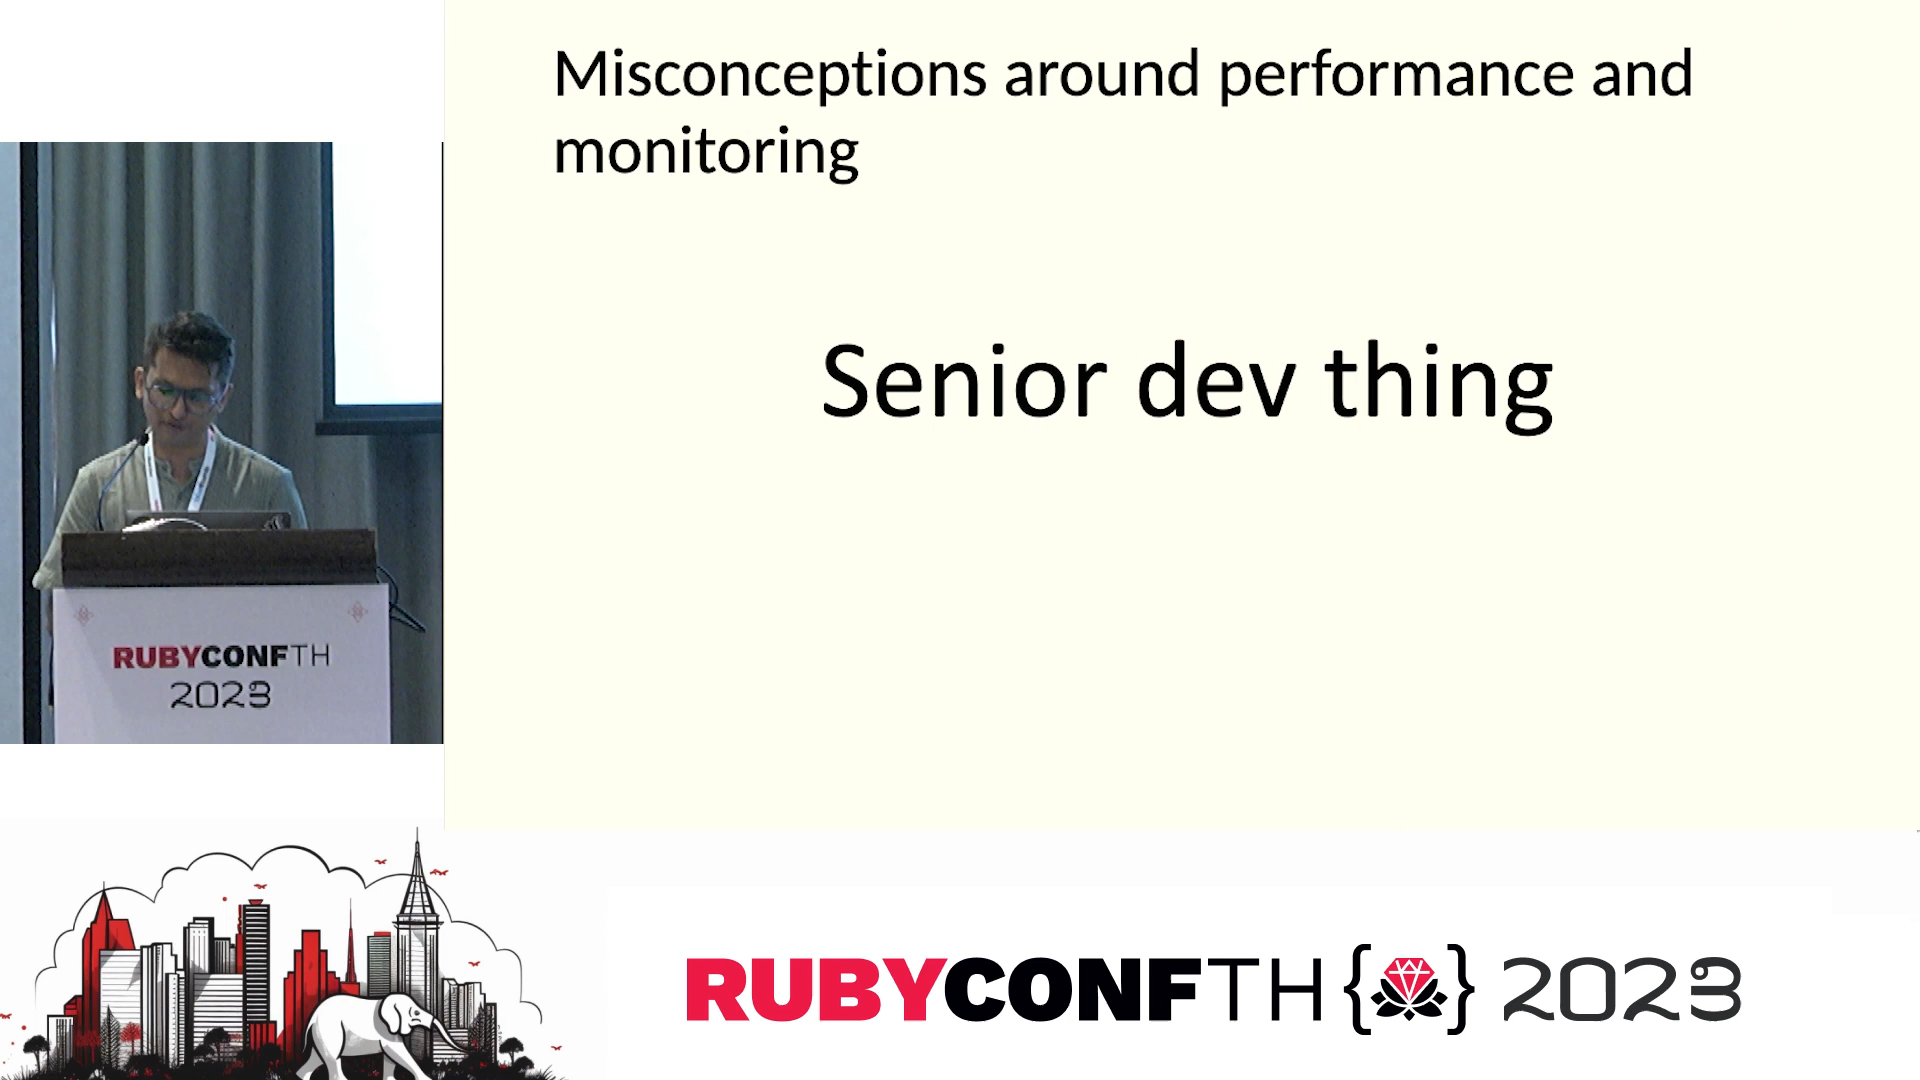 Misconceptions around performance and
monitoring
Senior dev thing
RUBYCONFTH
2023
RUBYCONFTH 2023